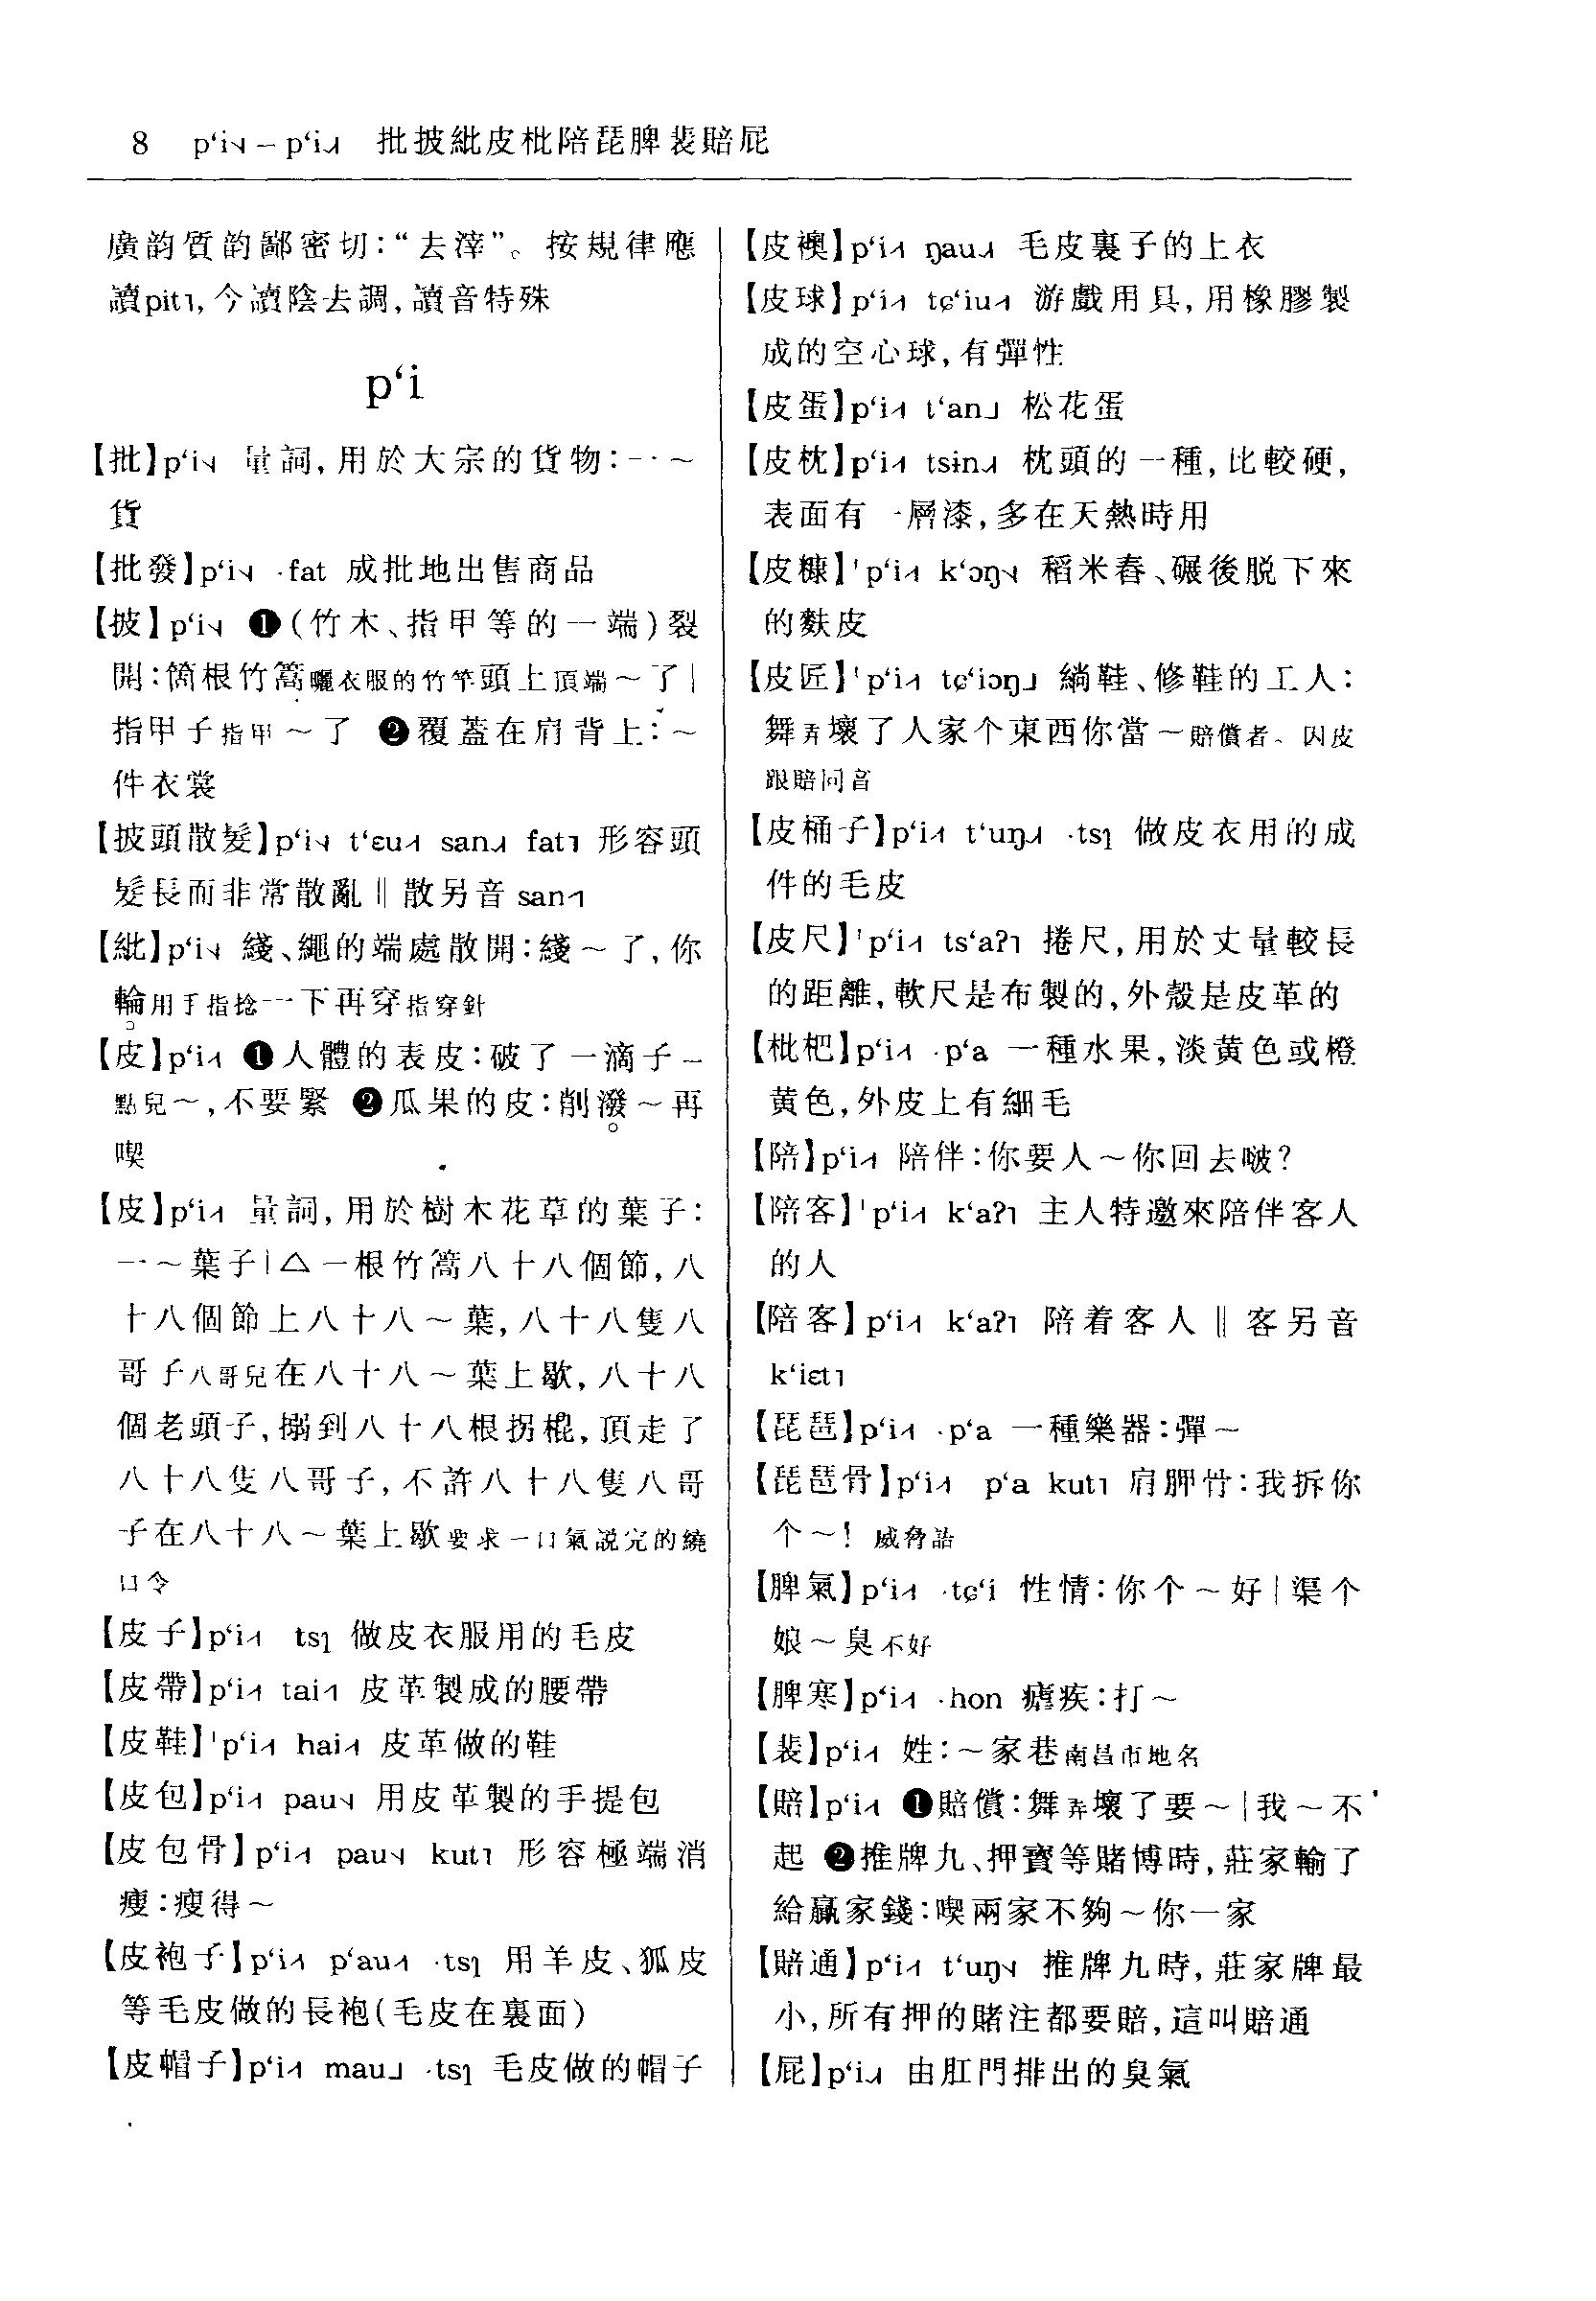 8 p‘i˧˨ – p‘i˨˩˧ 批披紕皮枇陪琵脾裴賠屁
廣韵質韵鄙密切：“去滓”。按規律應
讀pit˥，今讀陰去調，讀音特殊
p‘i
【批】p‘i˧˨ 量詞，用於大宗的貨物：一～
貨
【批發】p‘i˧˨ ·fat 成批地出售商品
【披】p‘i˧˨ ❶（竹木、指甲等的一端）裂
開：箇根竹篙曬衣服的竹竿頭上頂端～了｜
指甲子指甲～了 ❷覆蓋在肩背上：～
件衣裳
【披頭散髮】p‘i˧˨ t‘ɛu˧˥ san˨˩˧ fat˥ 形容頭
髮長而非常散亂‖散另音 san˧˥
【紕】p‘i˧˨ 綫、繩的端處散開：綫～了，你
輪用手指捻一下再穿指穿針
【皮】p‘i˧˥ ❶人體的表皮：破了一滴子一
點兒～，不要緊 ❷瓜果的皮：削潑～再
喫
【皮】p‘i˧˥ 量詞，用於樹木花草的葉子：
一～葉子｜△一根竹篙八十八個節，八
十八個節上八十八～葉，八十八隻八
哥子八哥兒在八十八～葉上歇，八十八
個老頭子，搦到八十八根拐棍，頂走了
八十八隻八哥子，不許八十八隻八哥
子在八十八～葉上歇要求一口氣説完的繞
口令
【皮子】p‘i˧˥ tsɿ 做皮衣服用的毛皮
【皮帶】p‘i˧˥ tai˧˥ 皮革製成的腰帶
【皮鞋】ˈp‘i˧˥ hai˧˥ 皮革做的鞋
【皮包】p‘i˧˥ pau˧˨ 用皮革製的手提包
【皮包骨】p‘i˧˥ pau˧˨ kut˥ 形容極端消
瘦：瘦得～
【皮袍子】p‘i˧˥ p‘au˧˥ ·tsɿ 用羊皮、狐皮
等毛皮做的長袍（毛皮在裏面）
【皮帽子】p‘i˧˥ mau˩ ·tsɿ 毛皮做的帽子
【皮襖】p‘i˧˥ ŋau˨˩˧ 毛皮裏子的上衣
【皮球】p‘i˧˥ tɕ‘iu˧˥ 游戲用具，用橡膠製
成的空心球，有彈性
【皮蛋】p‘i˧˥ t‘an˩ 松花蛋
【皮枕】p‘i˧˥ tsɨn˨˩˧ 枕頭的一種，比較硬，
表面有一層漆，多在天熱時用
【皮糠】ˈp‘i˧˥ k‘ɔŋ˧˨ 稻米舂、碾後脱下來
的麩皮
【皮匠】ˈp‘i˧˥ tɕ‘iɔŋ˩ 緔鞋、修鞋的工人：
舞弄壞了人家个東西你當～賠償者。因皮
跟賠同音
【皮桶子】p‘i˧˥ t‘uŋ˨˩˧ ·tsɿ 做皮衣用的成
件的毛皮
【皮尺】ˈp‘i˧˥ ts‘aʔ˥ 捲尺，用於丈量較長
的距離，軟尺是布製的，外殼是皮革的
【枇杷】p‘i˧˥ ·p‘a 一種水果，淡黄色或橙
黄色，外皮上有細毛
【陪】p‘i˧˥ 陪伴：你要人～你回去啵？
【陪客】ˈp‘i˧˥ k‘aʔ˥ 主人特邀來陪伴客人
的人
【陪客】p‘i˧˥ k‘aʔ˥ 陪着客人‖客另音
k‘iɛt˥
【琵琶】p‘i˧˥ ·p‘a 一種樂器：彈～
【琵琶骨】p‘i˧˥ p‘a kut˥ 肩胛骨：我拆你
个～！威脅話
【脾氣】p‘i˧˥ ·tɕ‘i 性情：你个～好｜渠个
娘～臭不好
【脾寒】p‘i˧˥ ·hon 瘧疾：打～
【裴】p‘i˧˥ 姓：～家巷南昌市地名
【賠】p‘i˧˥ ❶賠償：舞弄壞了要～｜我～不
起 ❷推牌九、押寶等賭博時，莊家輸了
給贏家錢：喫兩家不夠～你一家
【賠通】p‘i˧˥ t‘uŋ˧˨ 推牌九時，莊家牌最
小，所有押的賭注都要賠，這叫賠通
【屁】p‘i˨˩˧ 由肛門排出的臭氣